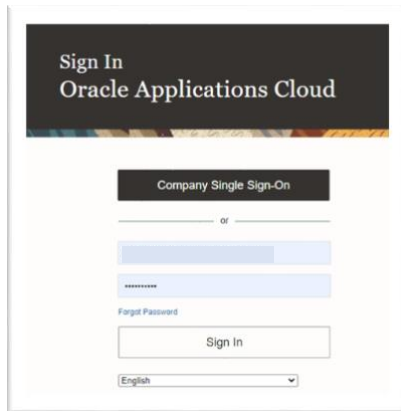 Sign In
Oracle Applications Cloud
Company Single Sign-On
or
••••••••••
Forgot Password
Sign In
English